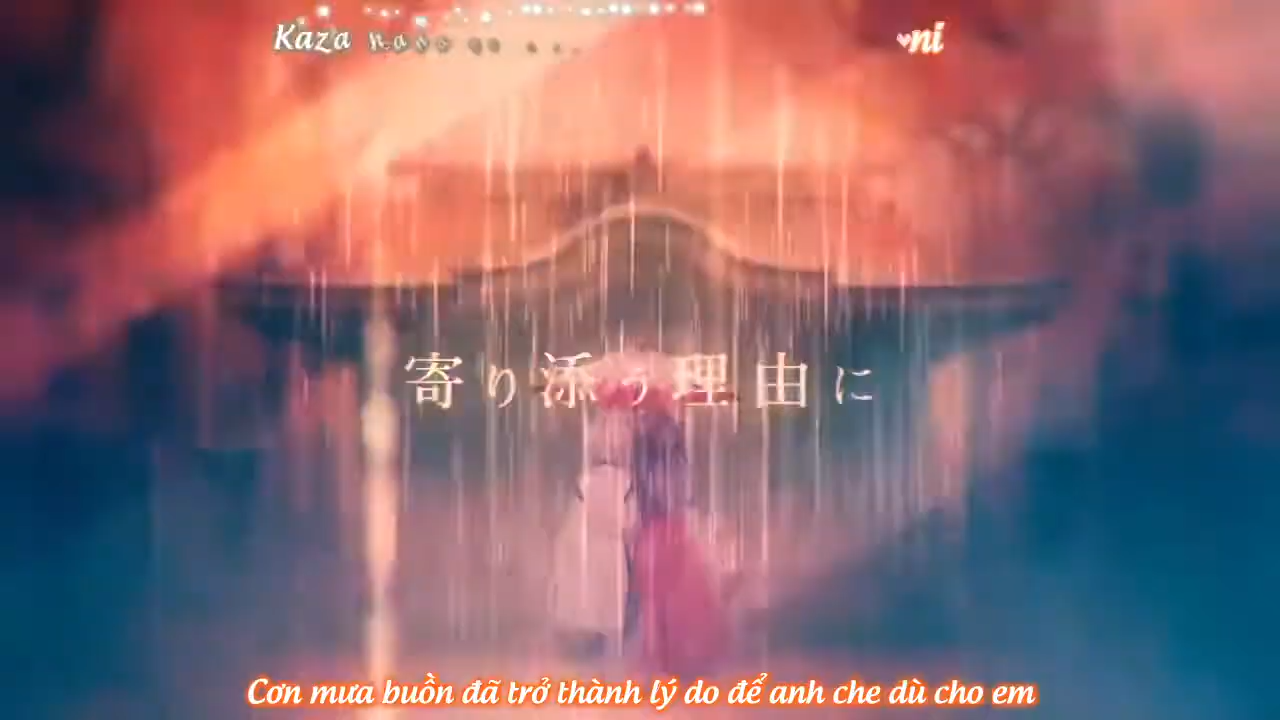 Kaza ni
寄り添う理由に
Cơn mưa buồn đã trở thành lý do để anh che dù cho em